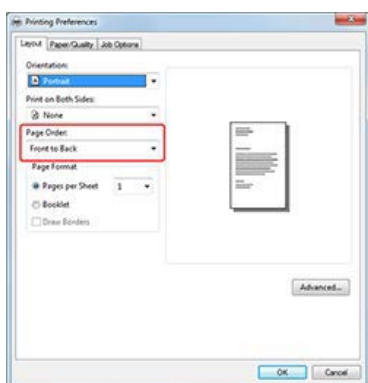 Printing Preferences
Layout Paper/Quality Job Options
Orientation:
Portrait
Print on Both Sides:
None
Page Order:
Front to Back
Page Format
Pages per Sheet 1
Booklet
Draw Borders
Advanced...
OK Cancel